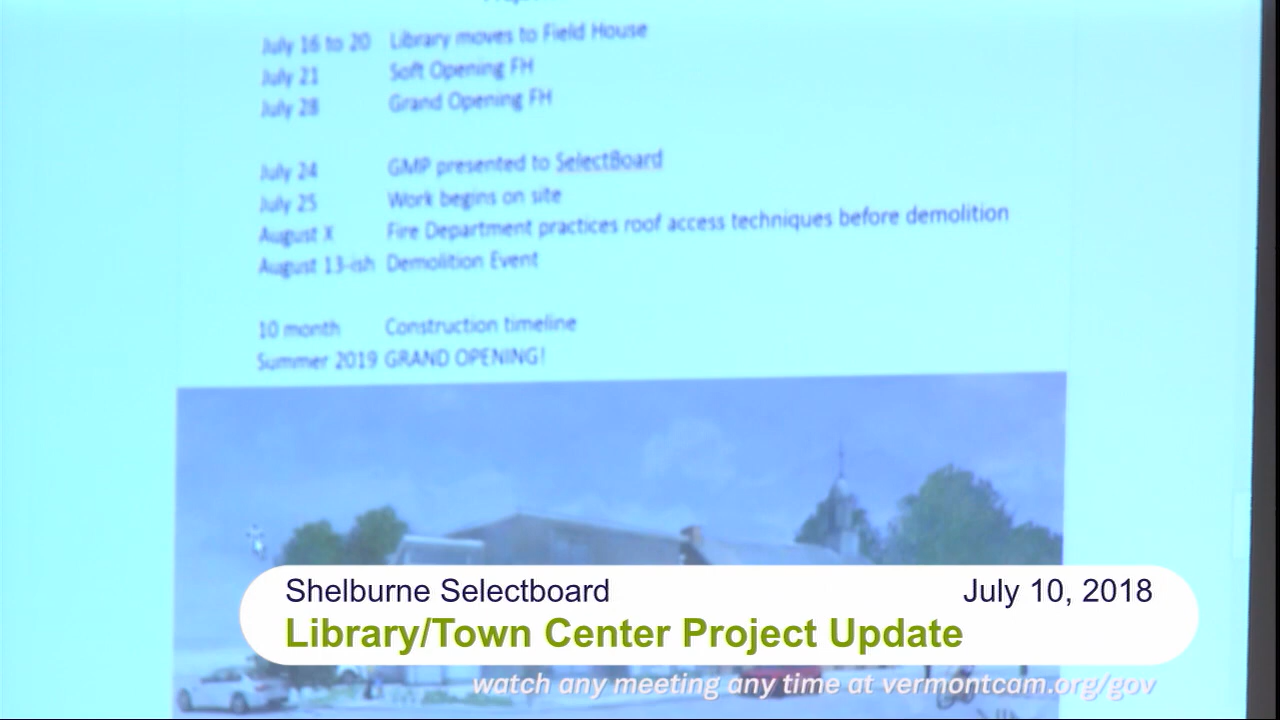 July 16 to 20 Library moves to Field House
July 21 Soft Opening FH
July 28 Grand Opening FH
July 24 GMP presented to SelectBoard
July 25 Work begins on site
August X Fire Department practices roof access techniques before demolition
August 13-ish Demolition Event
10 month Construction timeline
Summer 2019 GRAND OPENING!
Shelburne Selectboard July 10, 2018
Library/Town Center Project Update
watch any meeting any time at vermontcam.org/gov